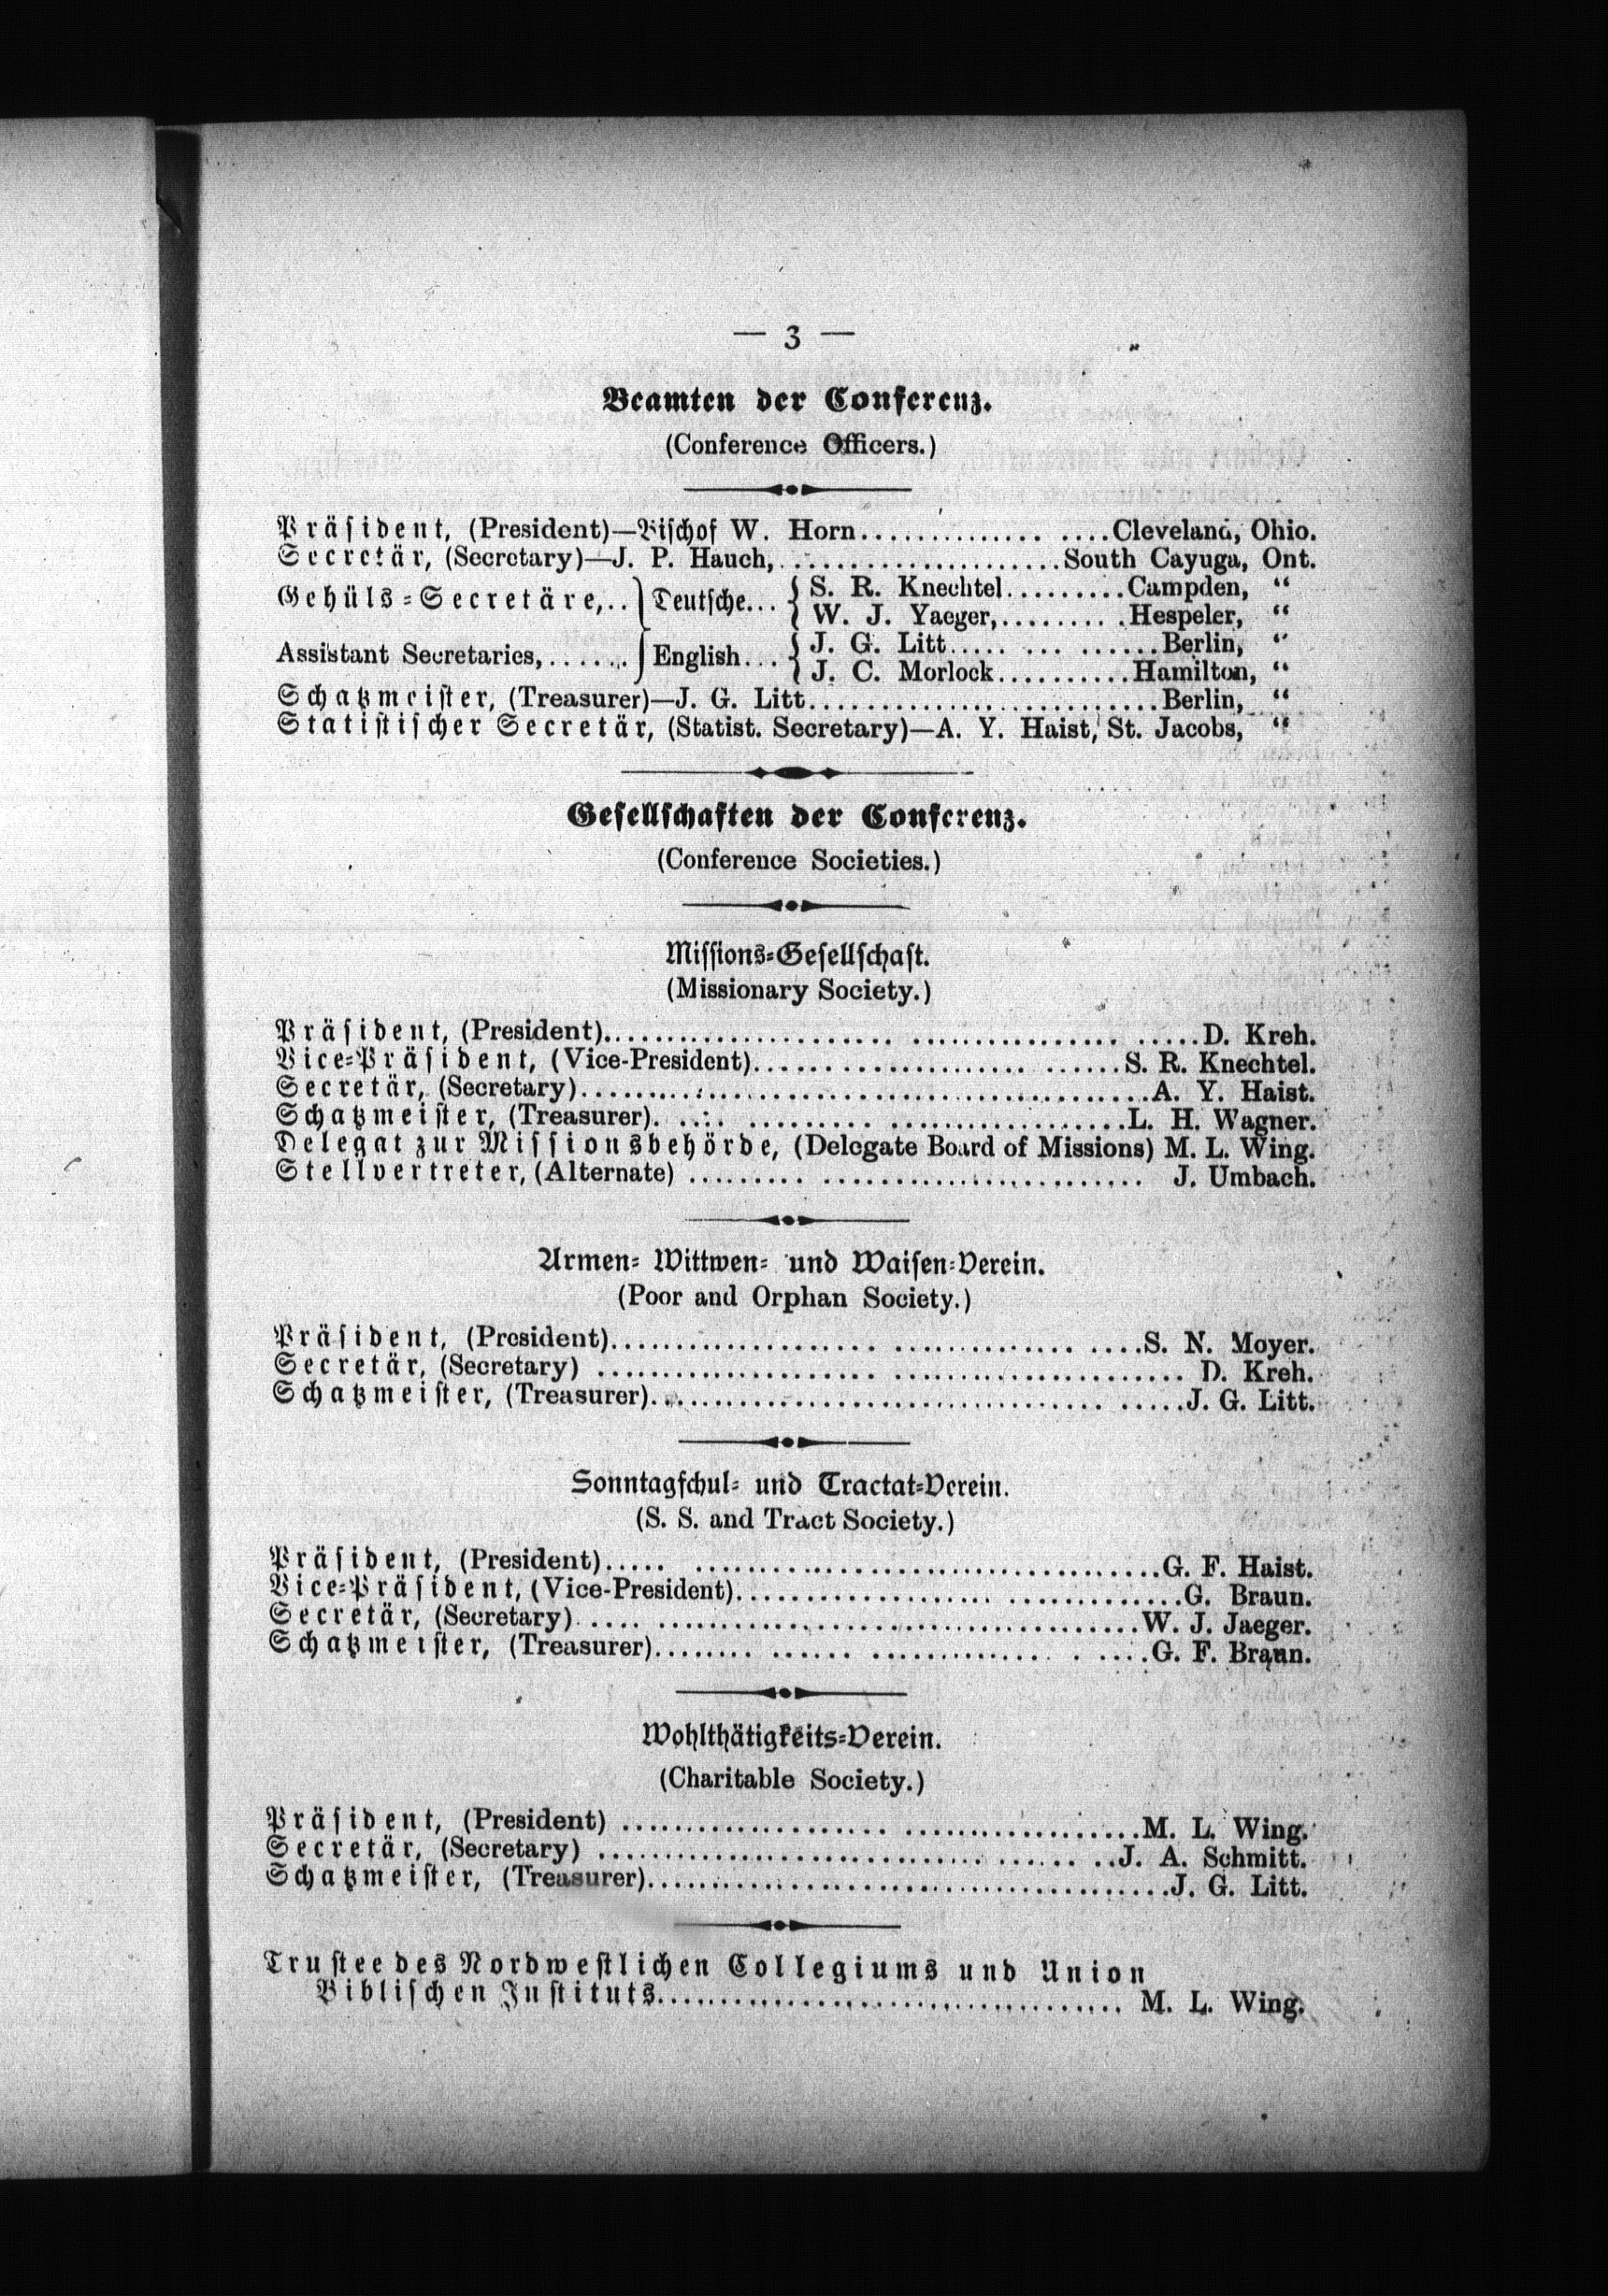 — 3 —
Beamten der Conferenz.
(Conference Officers.)
Präsident, (President)—Bischof W. Horn.................. ....Cleveland, Ohio.
Secretär, (Secretary)—J. P. Hauch, ......................South Cayuga, Ont.
Gehüls-Secretäre,.. } Teutsche... { S. R. Knechtel.........Campden, “
W. J. Yaeger,.........Hespeler, “
Assistant Secretaries,...... } English... { J. G. Litt..... ... ......Berlin, “
J. C. Morlock..........Hamilton, “
Schatzmeister, (Treasurer)—J. G. Litt...........................Berlin, “
Statistischer Secretär, (Statist. Secretary)—A. Y. Haist, St. Jacobs, “
Gesellschaften der Conferenz.
(Conference Societies.)
Missions-Gesellschaft.
(Missionary Society.)
Präsident, (President)........................ ................ .....D. Kreh.
Vice-Präsident, (Vice-President)..................... ......S. R. Knechtel.
Secretär, (Secretary)............................................A. Y. Haist.
Schatzmeister, (Treasurer). .... .......... ..................L. H. Wagner.
Delegat zur Missionsbehörde, (Delegate Board of Missions) M. L. Wing.
Stellvertreter, (Alternate) ......... ......................... J. Umbach.
Armen- Wittwen- und Waisen-Verein.
(Poor and Orphan Society.)
Präsident, (President)..................... .............. ....S. N. Moyer.
Secretär, (Secretary) ...................... ....................... D. Kreh.
Schatzmeister, (Treasurer)................................... .....J. G. Litt.
Sonntagschul- und Tractat-Verein.
(S. S. and Tract Society.)
Präsident, (President)..... ....................................G. F. Haist.
Vice-Präsident, (Vice-President).................... ..............G. Braun.
Secretär, (Secretary) ..... .....................................W. J. Jaeger.
Schatzmeister, (Treasurer)........ ...... ............. . ....G. F. Braun.
Wohlthätigkeits-Verein.
(Charitable Society.)
Präsident, (President) ..................... ..................M. L. Wing.
Secretär, (Secretary) .............................. ...... ..J. A. Schmitt.
Schatzmeister, (Treasurer).........................................J. G. Litt.
Trustee des Nordwestlichen Collegiums und Union
Biblischen Instituts.................................... M. L. Wing.